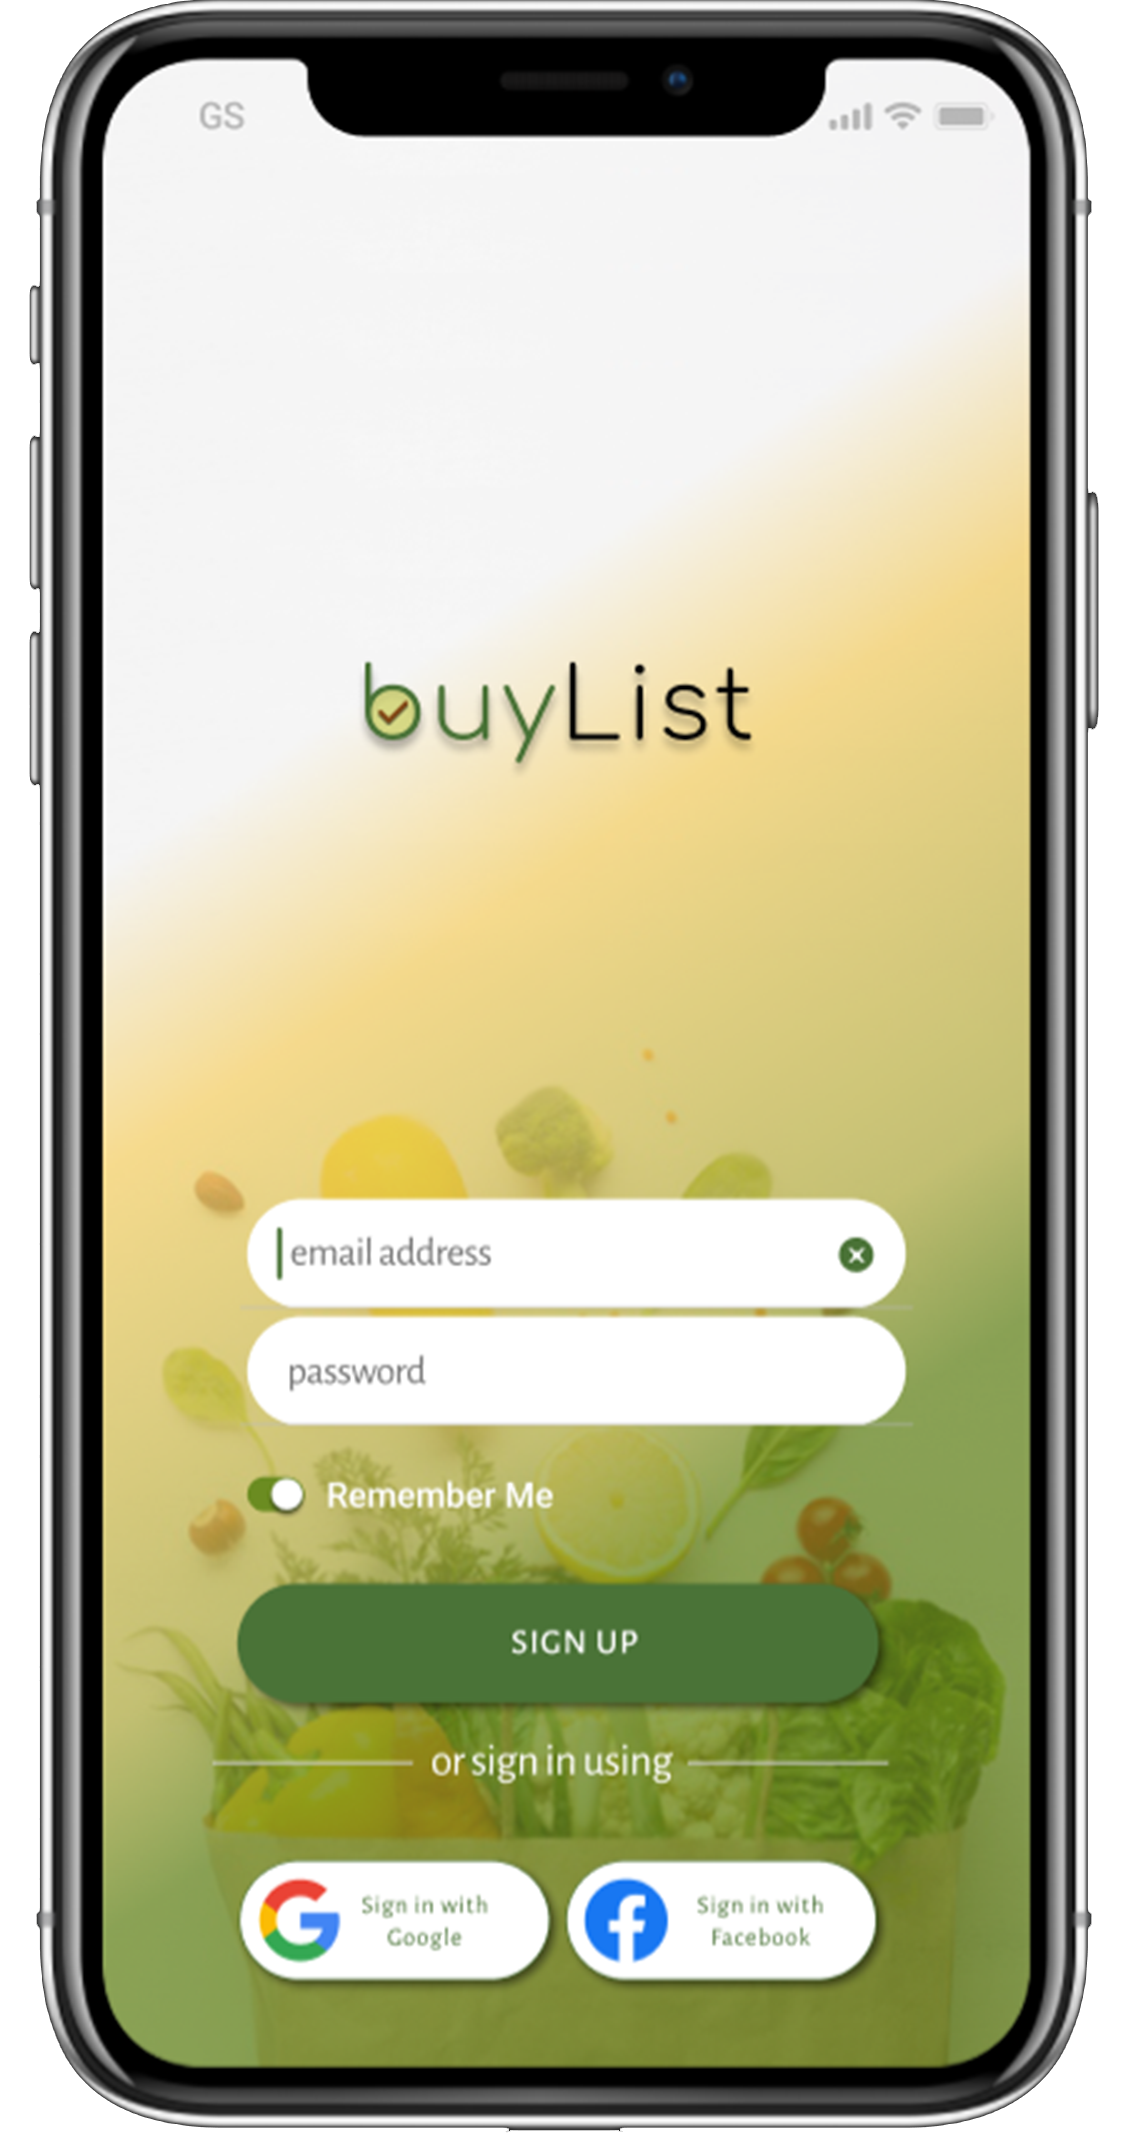 GS
buyList
email address
password
Remember Me
SIGN UP
or sign in using
Sign in with
Google
Sign in with
Facebook